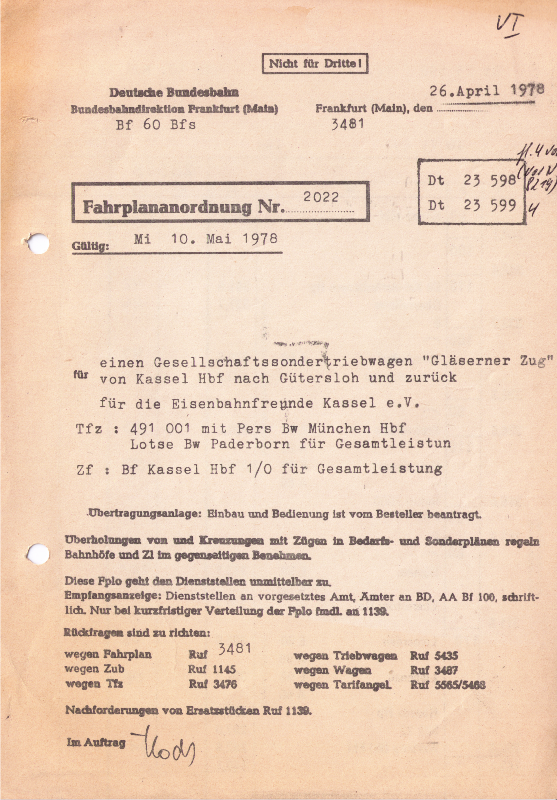 VI
Nicht für Dritte!
Deutsche Bundesbahn
Bundesbahndirektion Frankfurt (Main)
Bf 60 Bfs
26.April 1978
Frankfurt (Main), den
3481
Dt 23 598
Dt 23 599
Fahrplananordnung Nr. 2022
Gültig: Mi 10. Mai 1978
für einen Gesellschaftssondertriebwagen "Gläserner Zug"
von Kassel Hbf nach Gütersloh und zurück
für die Eisenbahnfreunde Kassel e.V.
Tfz : 491 001 mit Pers Bw München Hbf
Lotse Bw Paderborn für Gesamtleistun
Zf : Bf Kassel Hbf 1/0 für Gesamtleistung
Übertragungsanlage: Einbau und Bedienung ist vom Besteller beantragt.
Überholungen von und Kreuzungen mit Zügen in Bedarfs- und Sonderplänen regeln
Bahnhöfe und Zl im gegenseitigen Benehmen.
Diese Fplo geht den Dienststellen unmittelbar zu.
Empfangsanzeige: Dienststellen an vorgesetztes Amt, Ämter an BD, AA Bf 100, schrift-
lich. Nur bei kurzfristiger Verteilung der Fplo fmdl. an 1139.
Rückfragen sind zu richten:
wegen Fahrplan Ruf 3481 wegen Triebwagen Ruf 5435
wegen Zub Ruf 1145 wegen Wagen Ruf 3487
wegen Tfz Ruf 3476 wegen Tarifangel. Ruf 5565/5468
Nachforderungen von Ersatzstücken Ruf 1139.
Im Auftrag